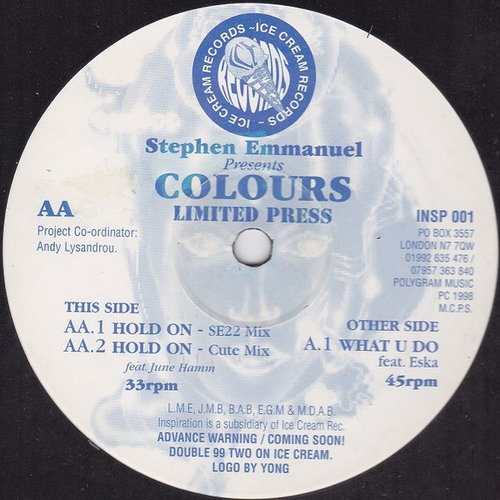 ICE CREAM RECORDS ~ ICE CREAM RECORDS ~
RECORDS
Stephen Emmanuel
Presents
COLOURS
LIMITED PRESS
AA
Project Co-ordinator:
Andy Lysandrou.
INSP 001
PO BOX 3557
LONDON N7 7QW
01992 635 476 /
07957 363 840
POLYGRAM MUSIC
PC 1998
M.C.P.S.
THIS SIDE
AA.1 HOLD ON - SE22 Mix
AA.2 HOLD ON - Cute Mix
feat. June Hamm
33rpm
OTHER SIDE
A.1 WHAT U DO
feat. Eska
45rpm
L.M.E, J.M.B, B.A.B, E.G.M & M.D.A.B.
Inspiration is a subsidiary of Ice Cream Rec.
ADVANCE WARNING / COMING SOON!
DOUBLE 99 TWO ON ICE CREAM.
LOGO BY YONG